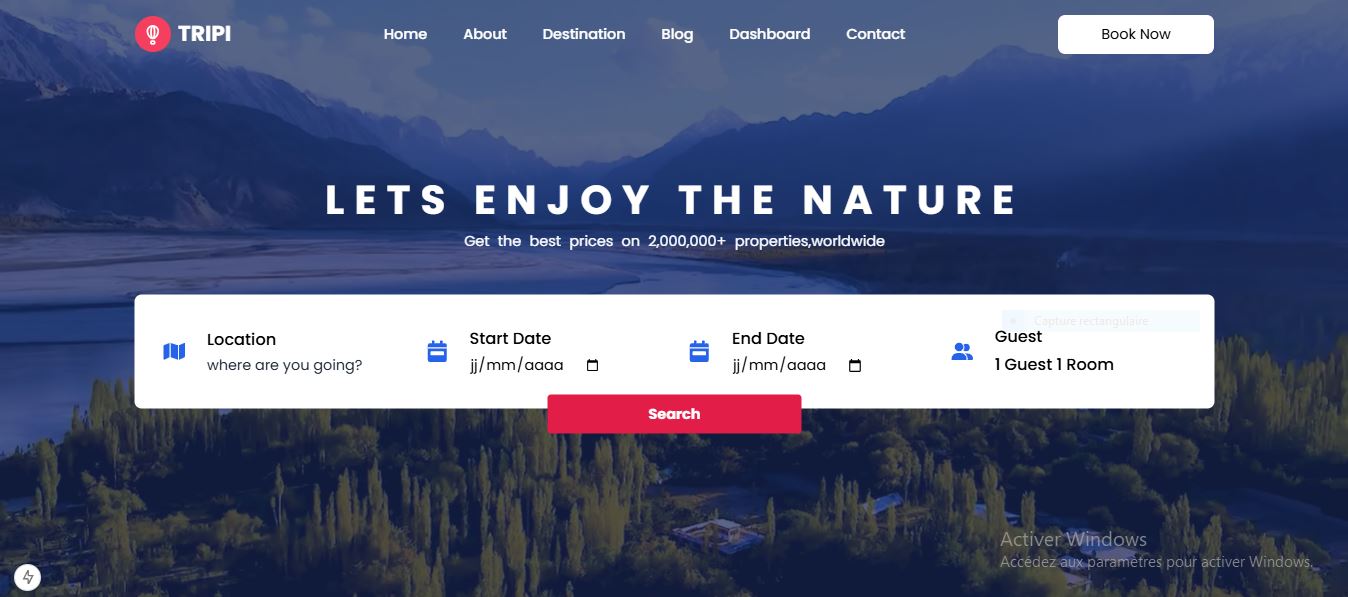 TRIPI
Home About Destination Blog Dashboard Contact
Book Now
LETS ENJOY THE NATURE
Get the best prices on 2,000,000+ properties,worldwide
Capture rectangulaire
Location
where are you going?
Start Date
jj/mm/aaaa
End Date
jj/mm/aaaa
Guest
1 Guest 1 Room
Search
Activer Windows
Accédez aux paramètres pour activer Windows.